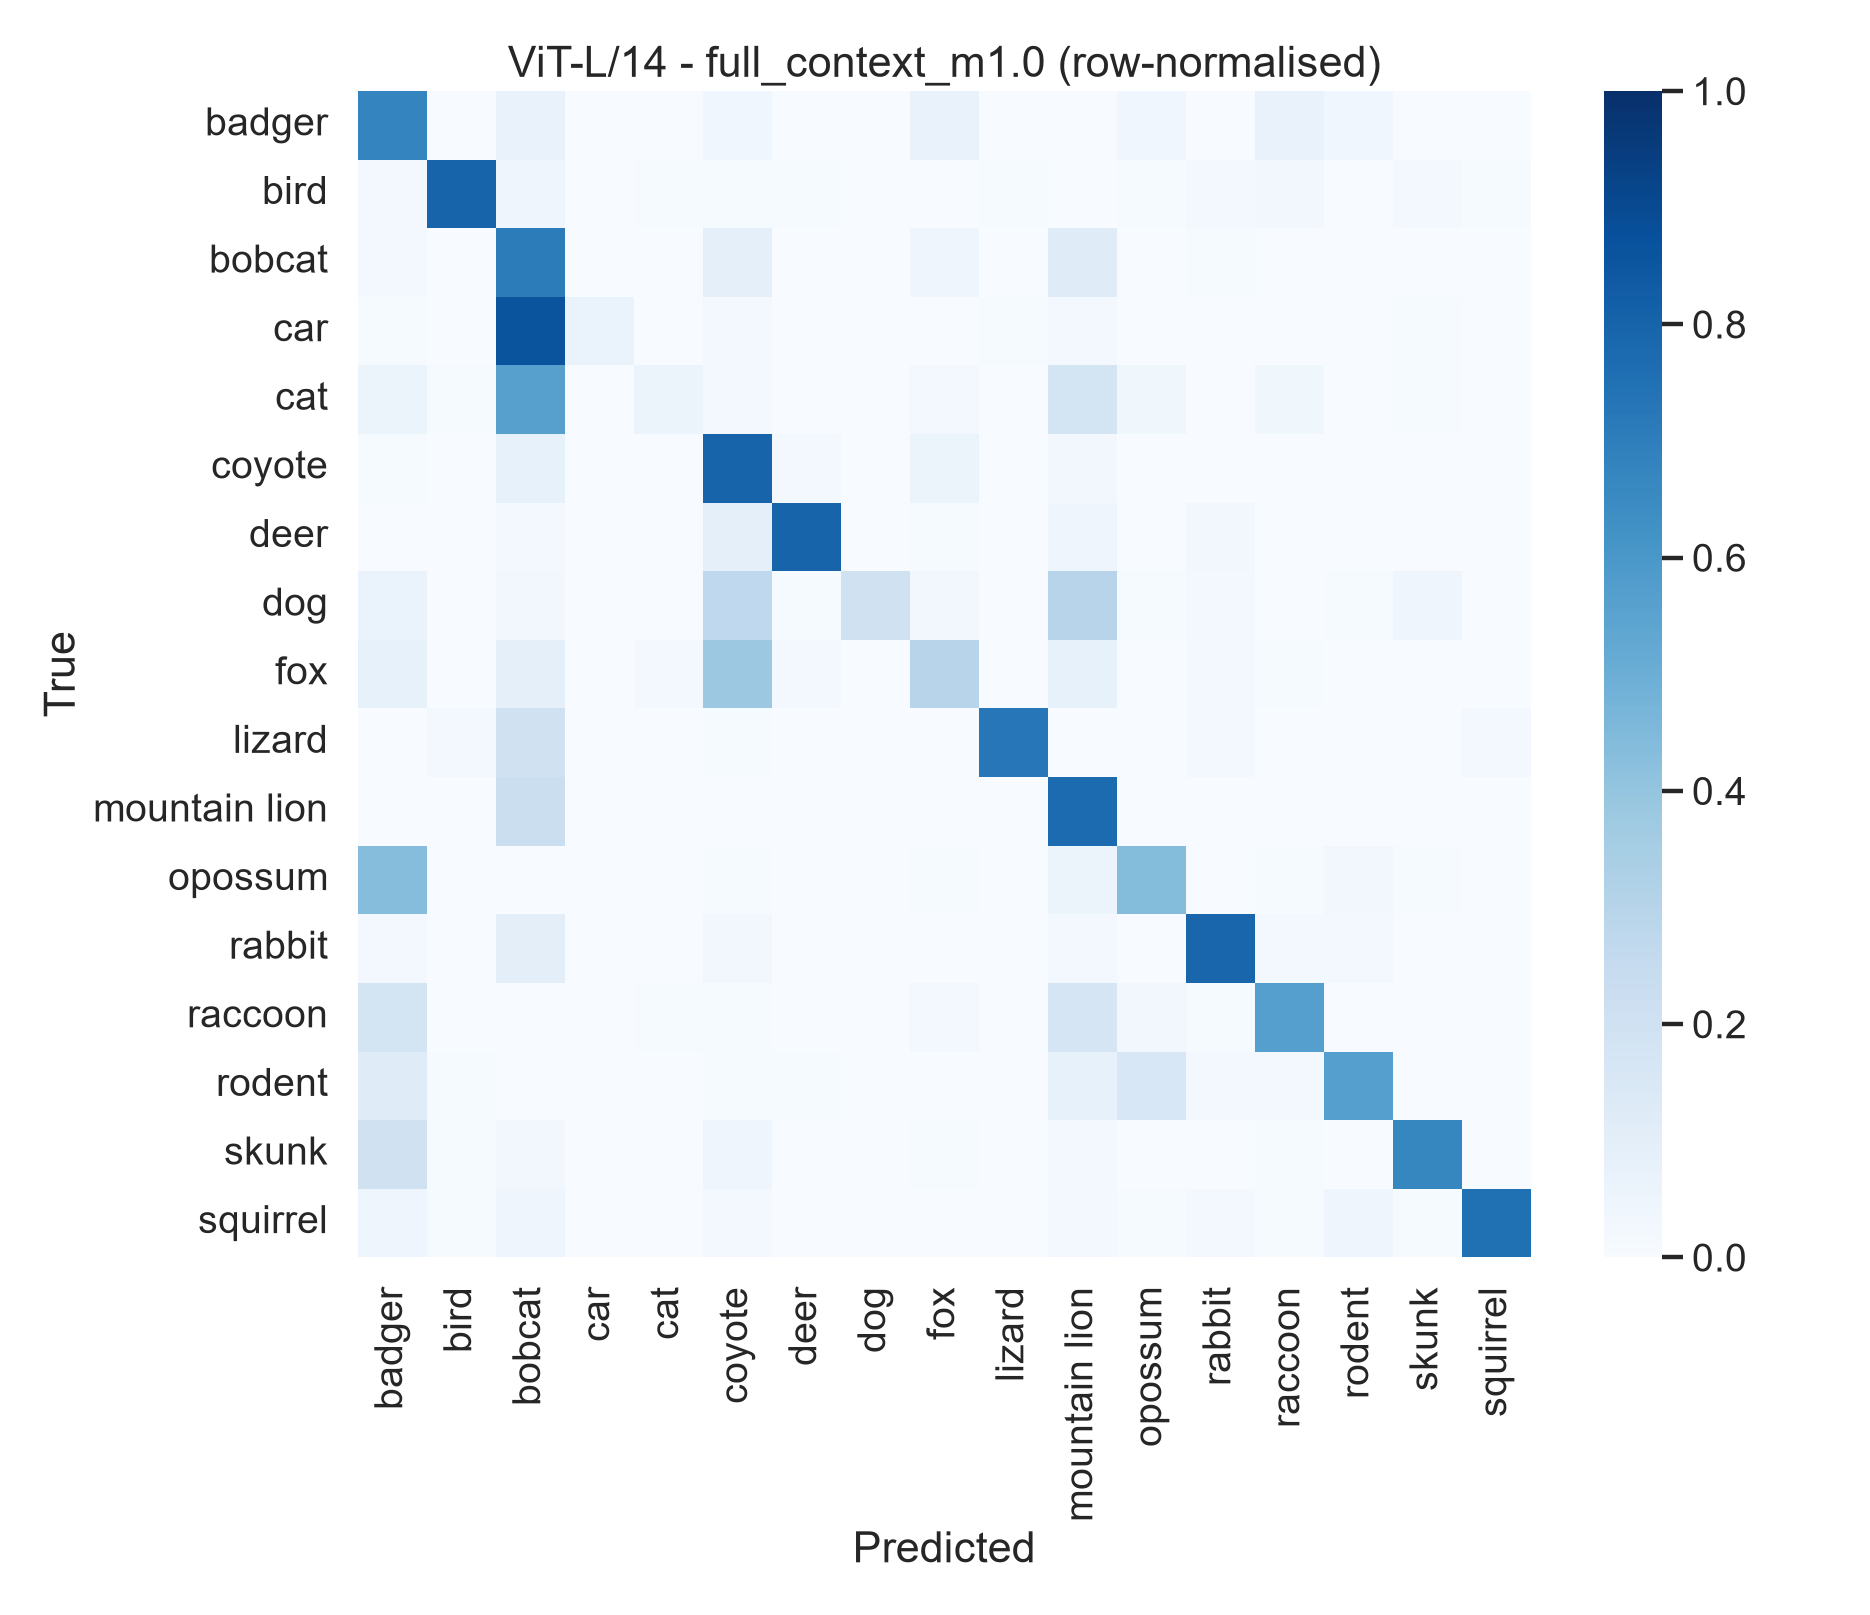 ViT-L/14 - full_context_m1.0 (row-normalised)
badger
bird
bobcat
car
cat
coyote
deer
dog
fox
lizard
mountain lion
opossum
rabbit
raccoon
rodent
skunk
squirrel
True
badger
bird
bobcat
car
cat
coyote
deer
dog
fox
lizard
mountain lion
opossum
rabbit
raccoon
rodent
skunk
squirrel
Predicted
1.0
0.8
0.6
0.4
0.2
0.0